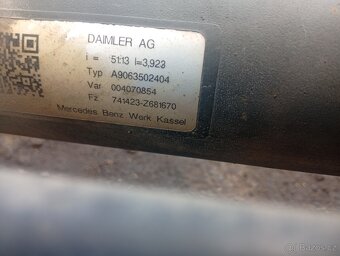 DAIMLER AG
i = 51:13 i=3,923
Typ A9063502404
Var 004070854
Fz 741423-Z681670
Mercedes Benz Werk Kassel